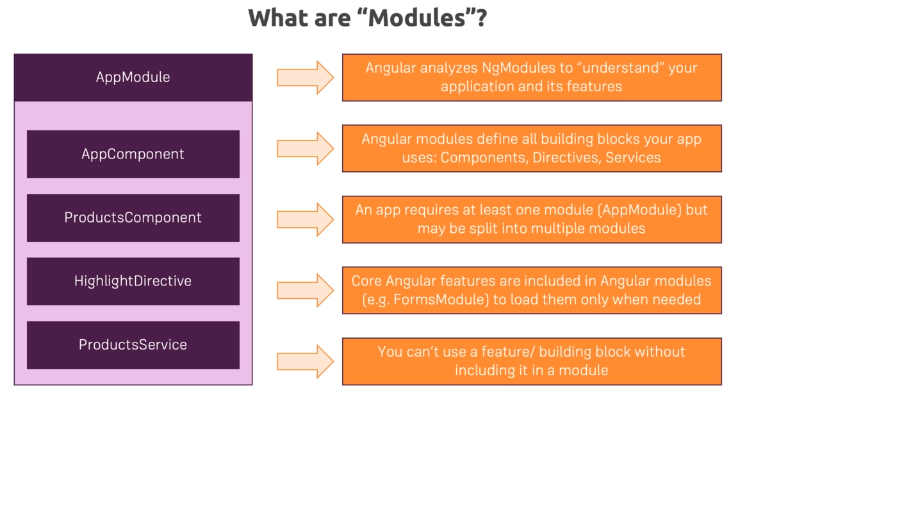 What are “Modules”?
AppModule
AppComponent
ProductsComponent
HighlightDirective
ProductsService
Angular analyzes NgModules to “understand” your
application and its features
Angular modules define all building blocks your app
uses: Components, Directives, Services
An app requires at least one module (AppModule) but
may be split into multiple modules
Core Angular features are included in Angular modules
(e.g. FormsModule) to load them only when needed
You can’t use a feature/ building block without
including it in a module